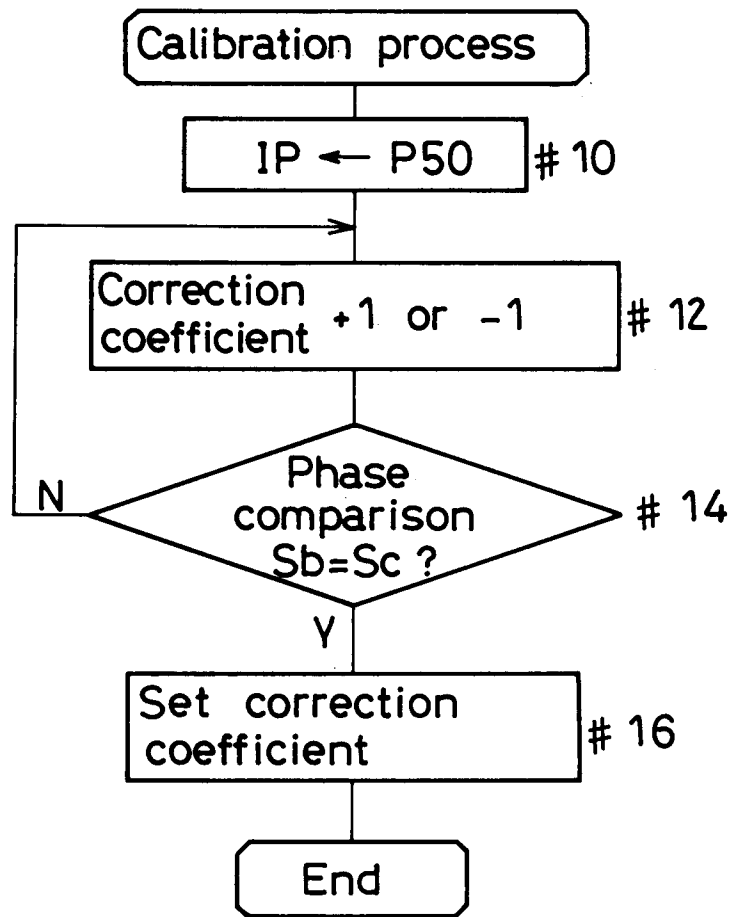 Calibration process
IP ← P50 # 10
Correction
coefficient +1 or -1 # 12
Phase
comparison
Sb=Sc ?
# 14
N
Y
Set correction
coefficient
# 16
End